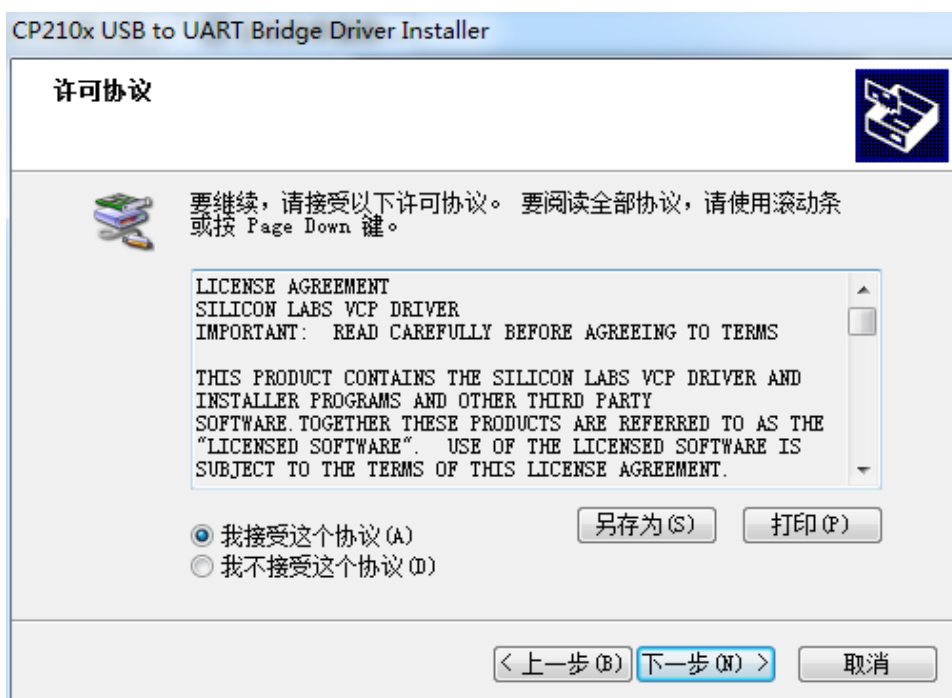 CP210x USB to UART Bridge Driver Installer
许可协议
要继续，请接受以下许可协议。 要阅读全部协议，请使用滚动条
或按 Page Down 键。
LICENSE AGREEMENT
SILICON LABS VCP DRIVER
IMPORTANT:  READ CAREFULLY BEFORE AGREEING TO TERMS
THIS PRODUCT CONTAINS THE SILICON LABS VCP DRIVER AND
INSTALLER PROGRAMS AND OTHER THIRD PARTY
SOFTWARE.TOGETHER THESE PRODUCTS ARE REFERRED TO AS THE
“LICENSED SOFTWARE”.  USE OF THE LICENSED SOFTWARE IS
SUBJECT TO THE TERMS OF THIS LICENSE AGREEMENT.
我接受这个协议(A) 另存为(S) 打印(P)
我不接受这个协议(D)
< 上一步(B) 下一步(N) > 取消